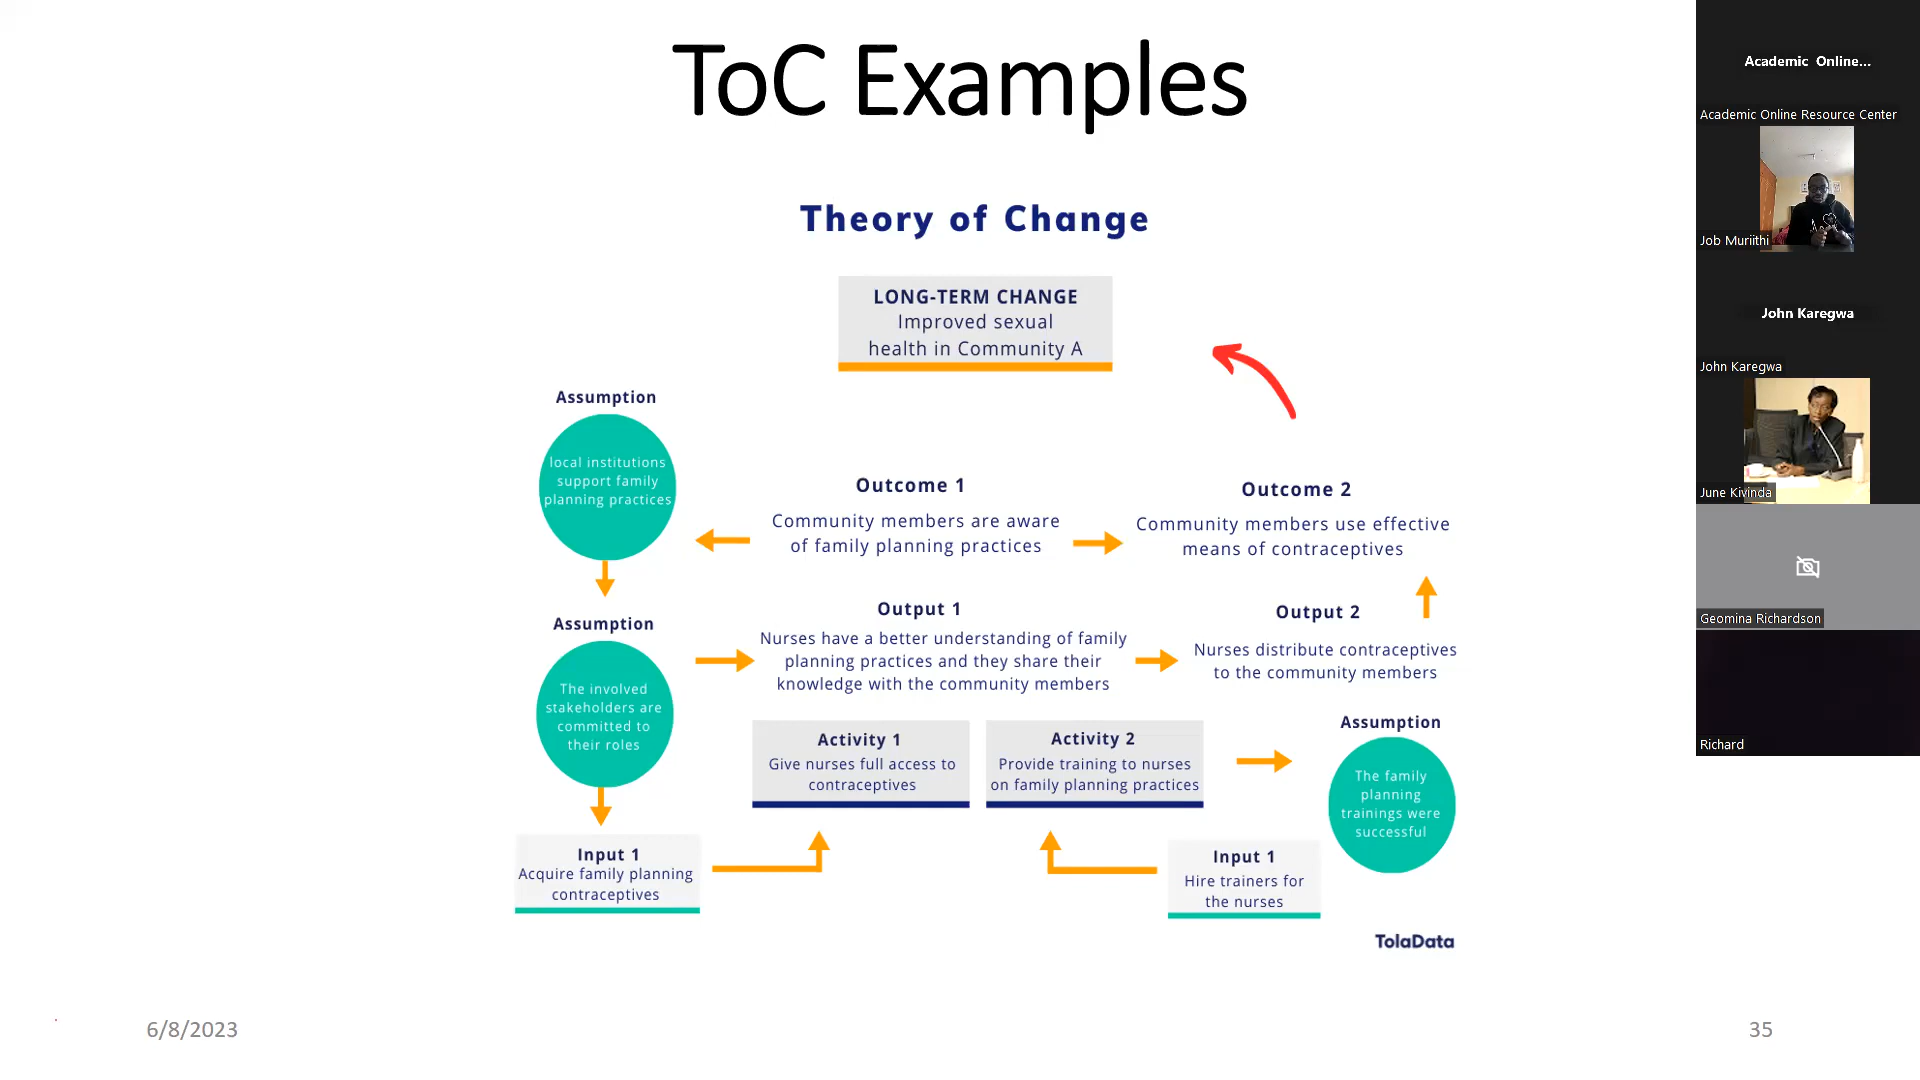 ToC Examples
Theory of Change
LONG-TERM CHANGE
Improved sexual
health in Community A
Assumption
local institutions
support family
planning practices
Outcome 1
Community members are aware
of family planning practices
Outcome 2
Community members use effective
means of contraceptives
Assumption
The involved
stakeholders are
committed to
their roles
Output 1
Nurses have a better understanding of family
planning practices and they share their
knowledge with the community members
Output 2
Nurses distribute contraceptives
to the community members
Activity 1
Give nurses full access to
contraceptives
Activity 2
Provide training to nurses
on family planning practices
Assumption
The family
planning
trainings were
successful
Input 1
Acquire family planning
contraceptives
Input 1
Hire trainers for
the nurses
TolaData
6/8/2023
35
Academic Online...
Academic Online Resource Center
Job Muriithi
John Karegwa
John Karegwa
June Kivinda
Geomina Richardson
Richard